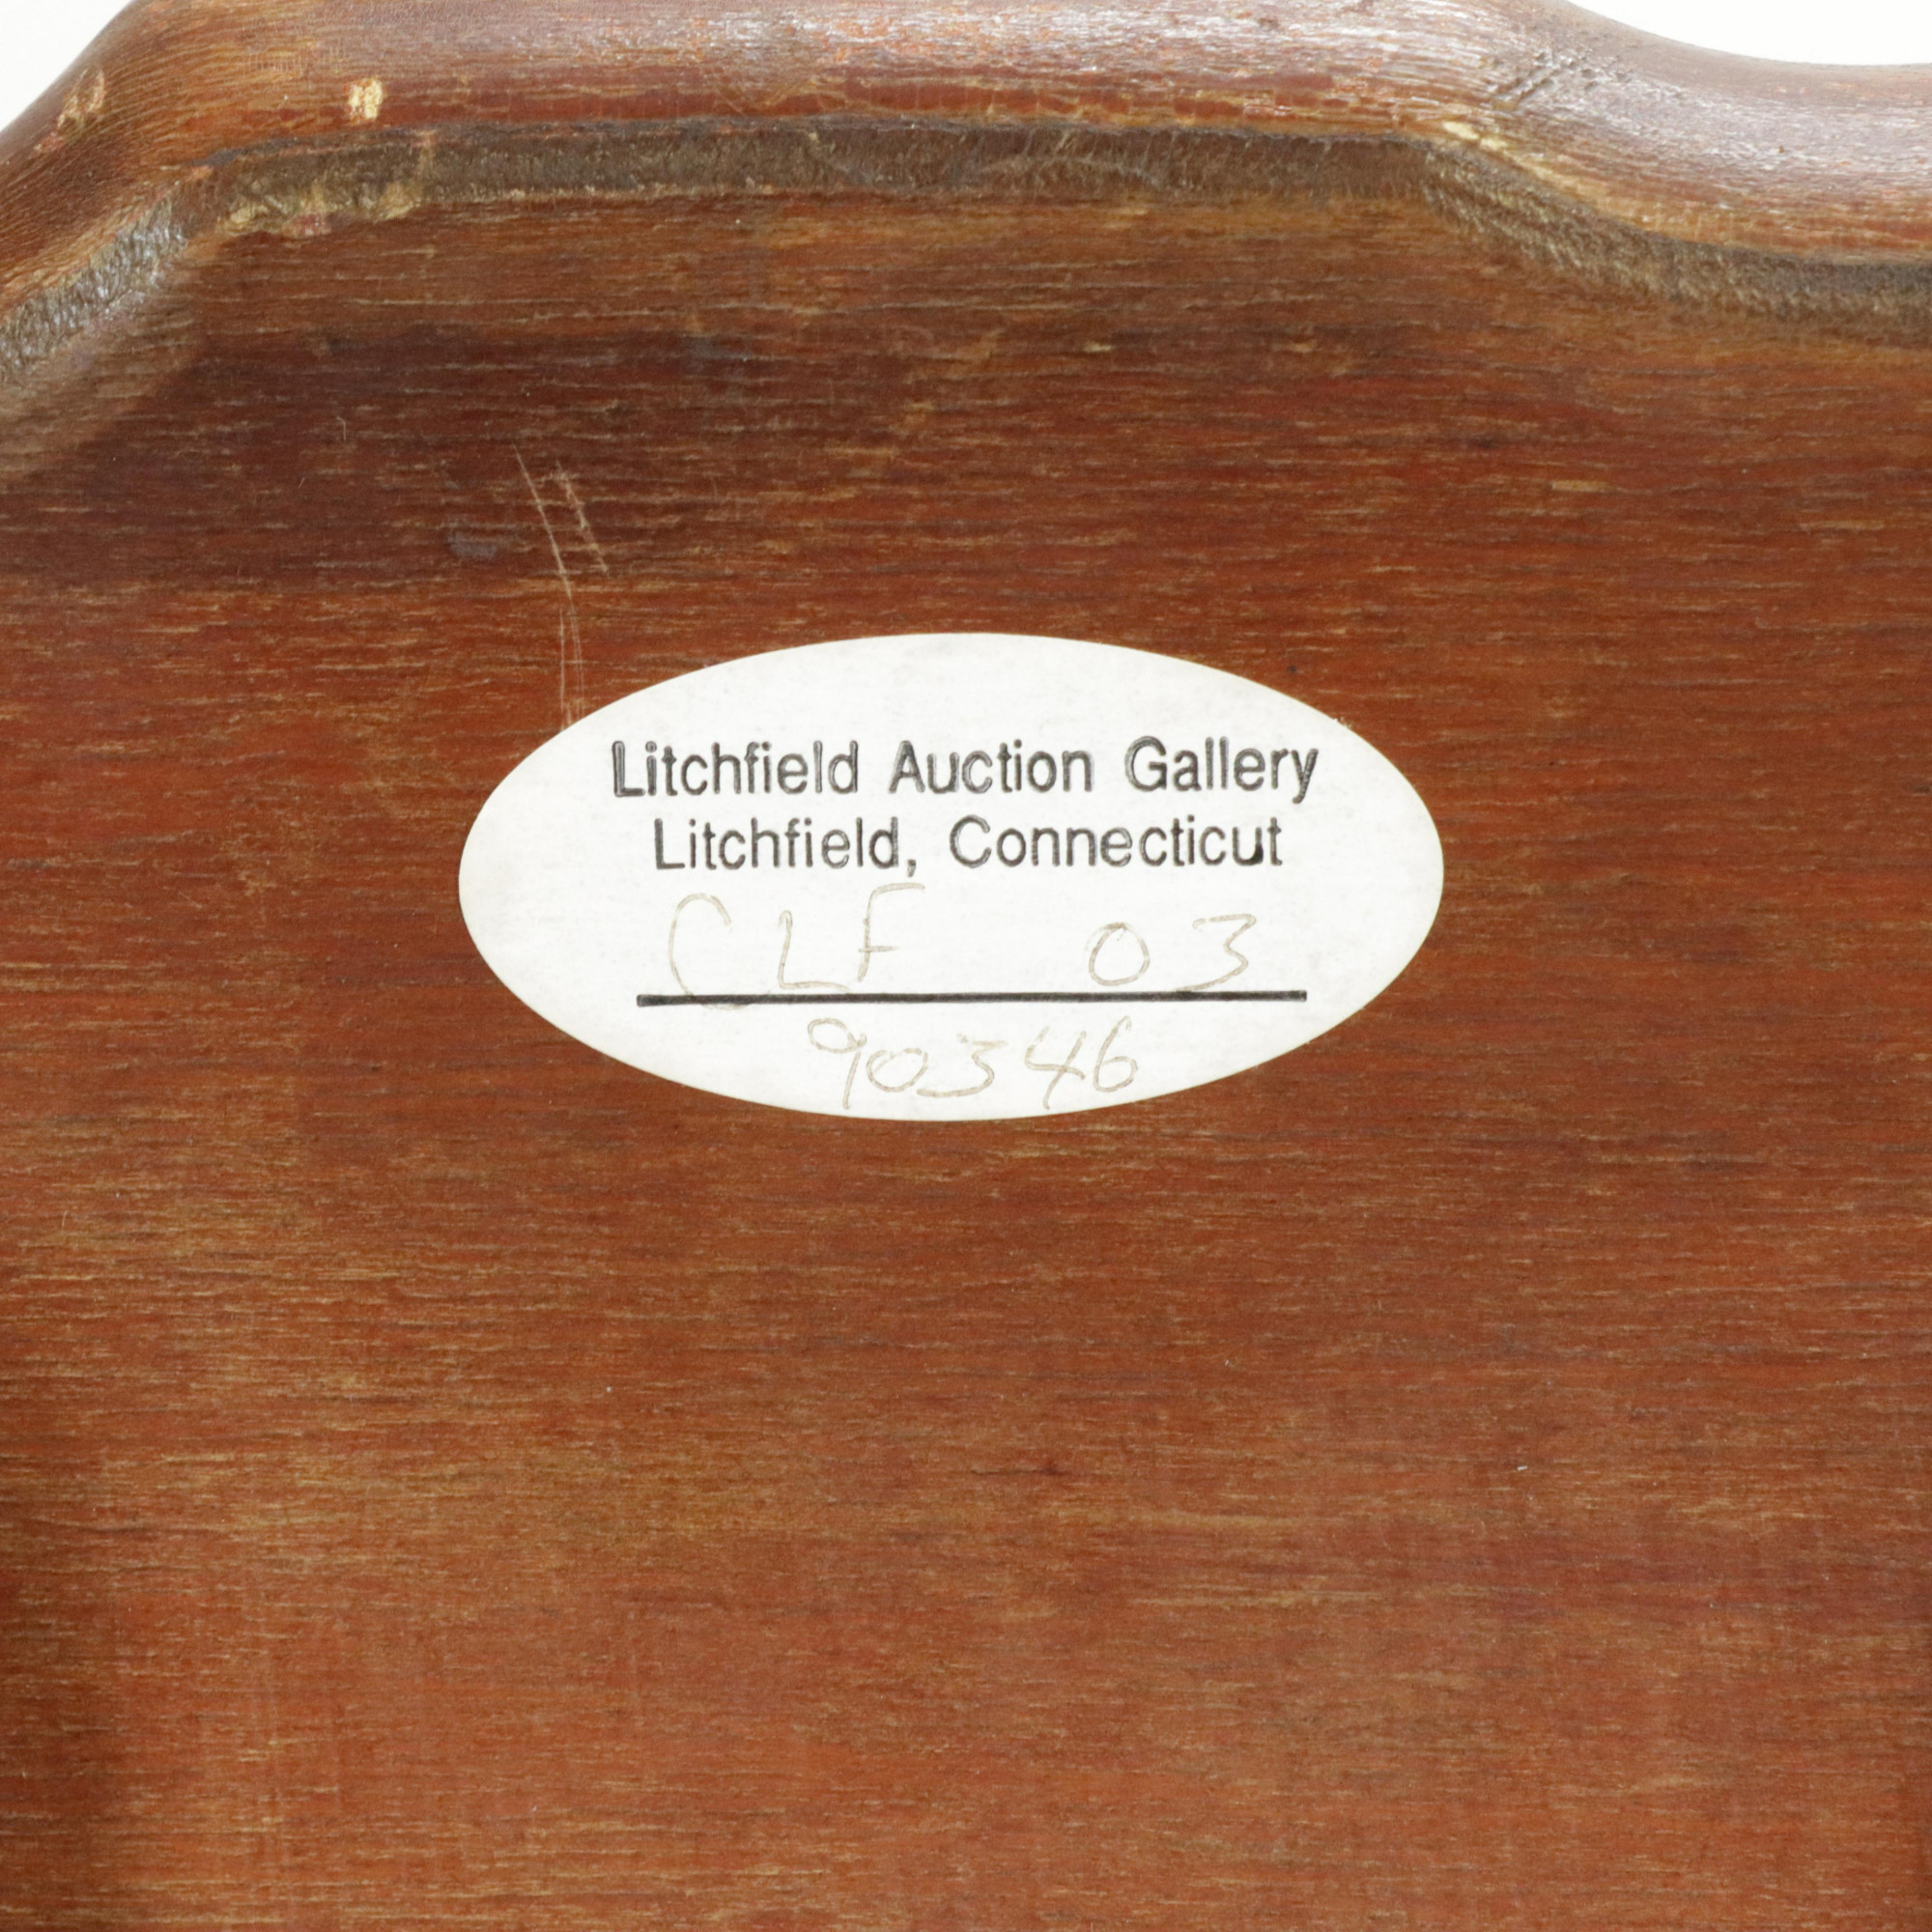 Litchfield Auction Gallery
Litchfield, Connecticut
CLF 03
90346